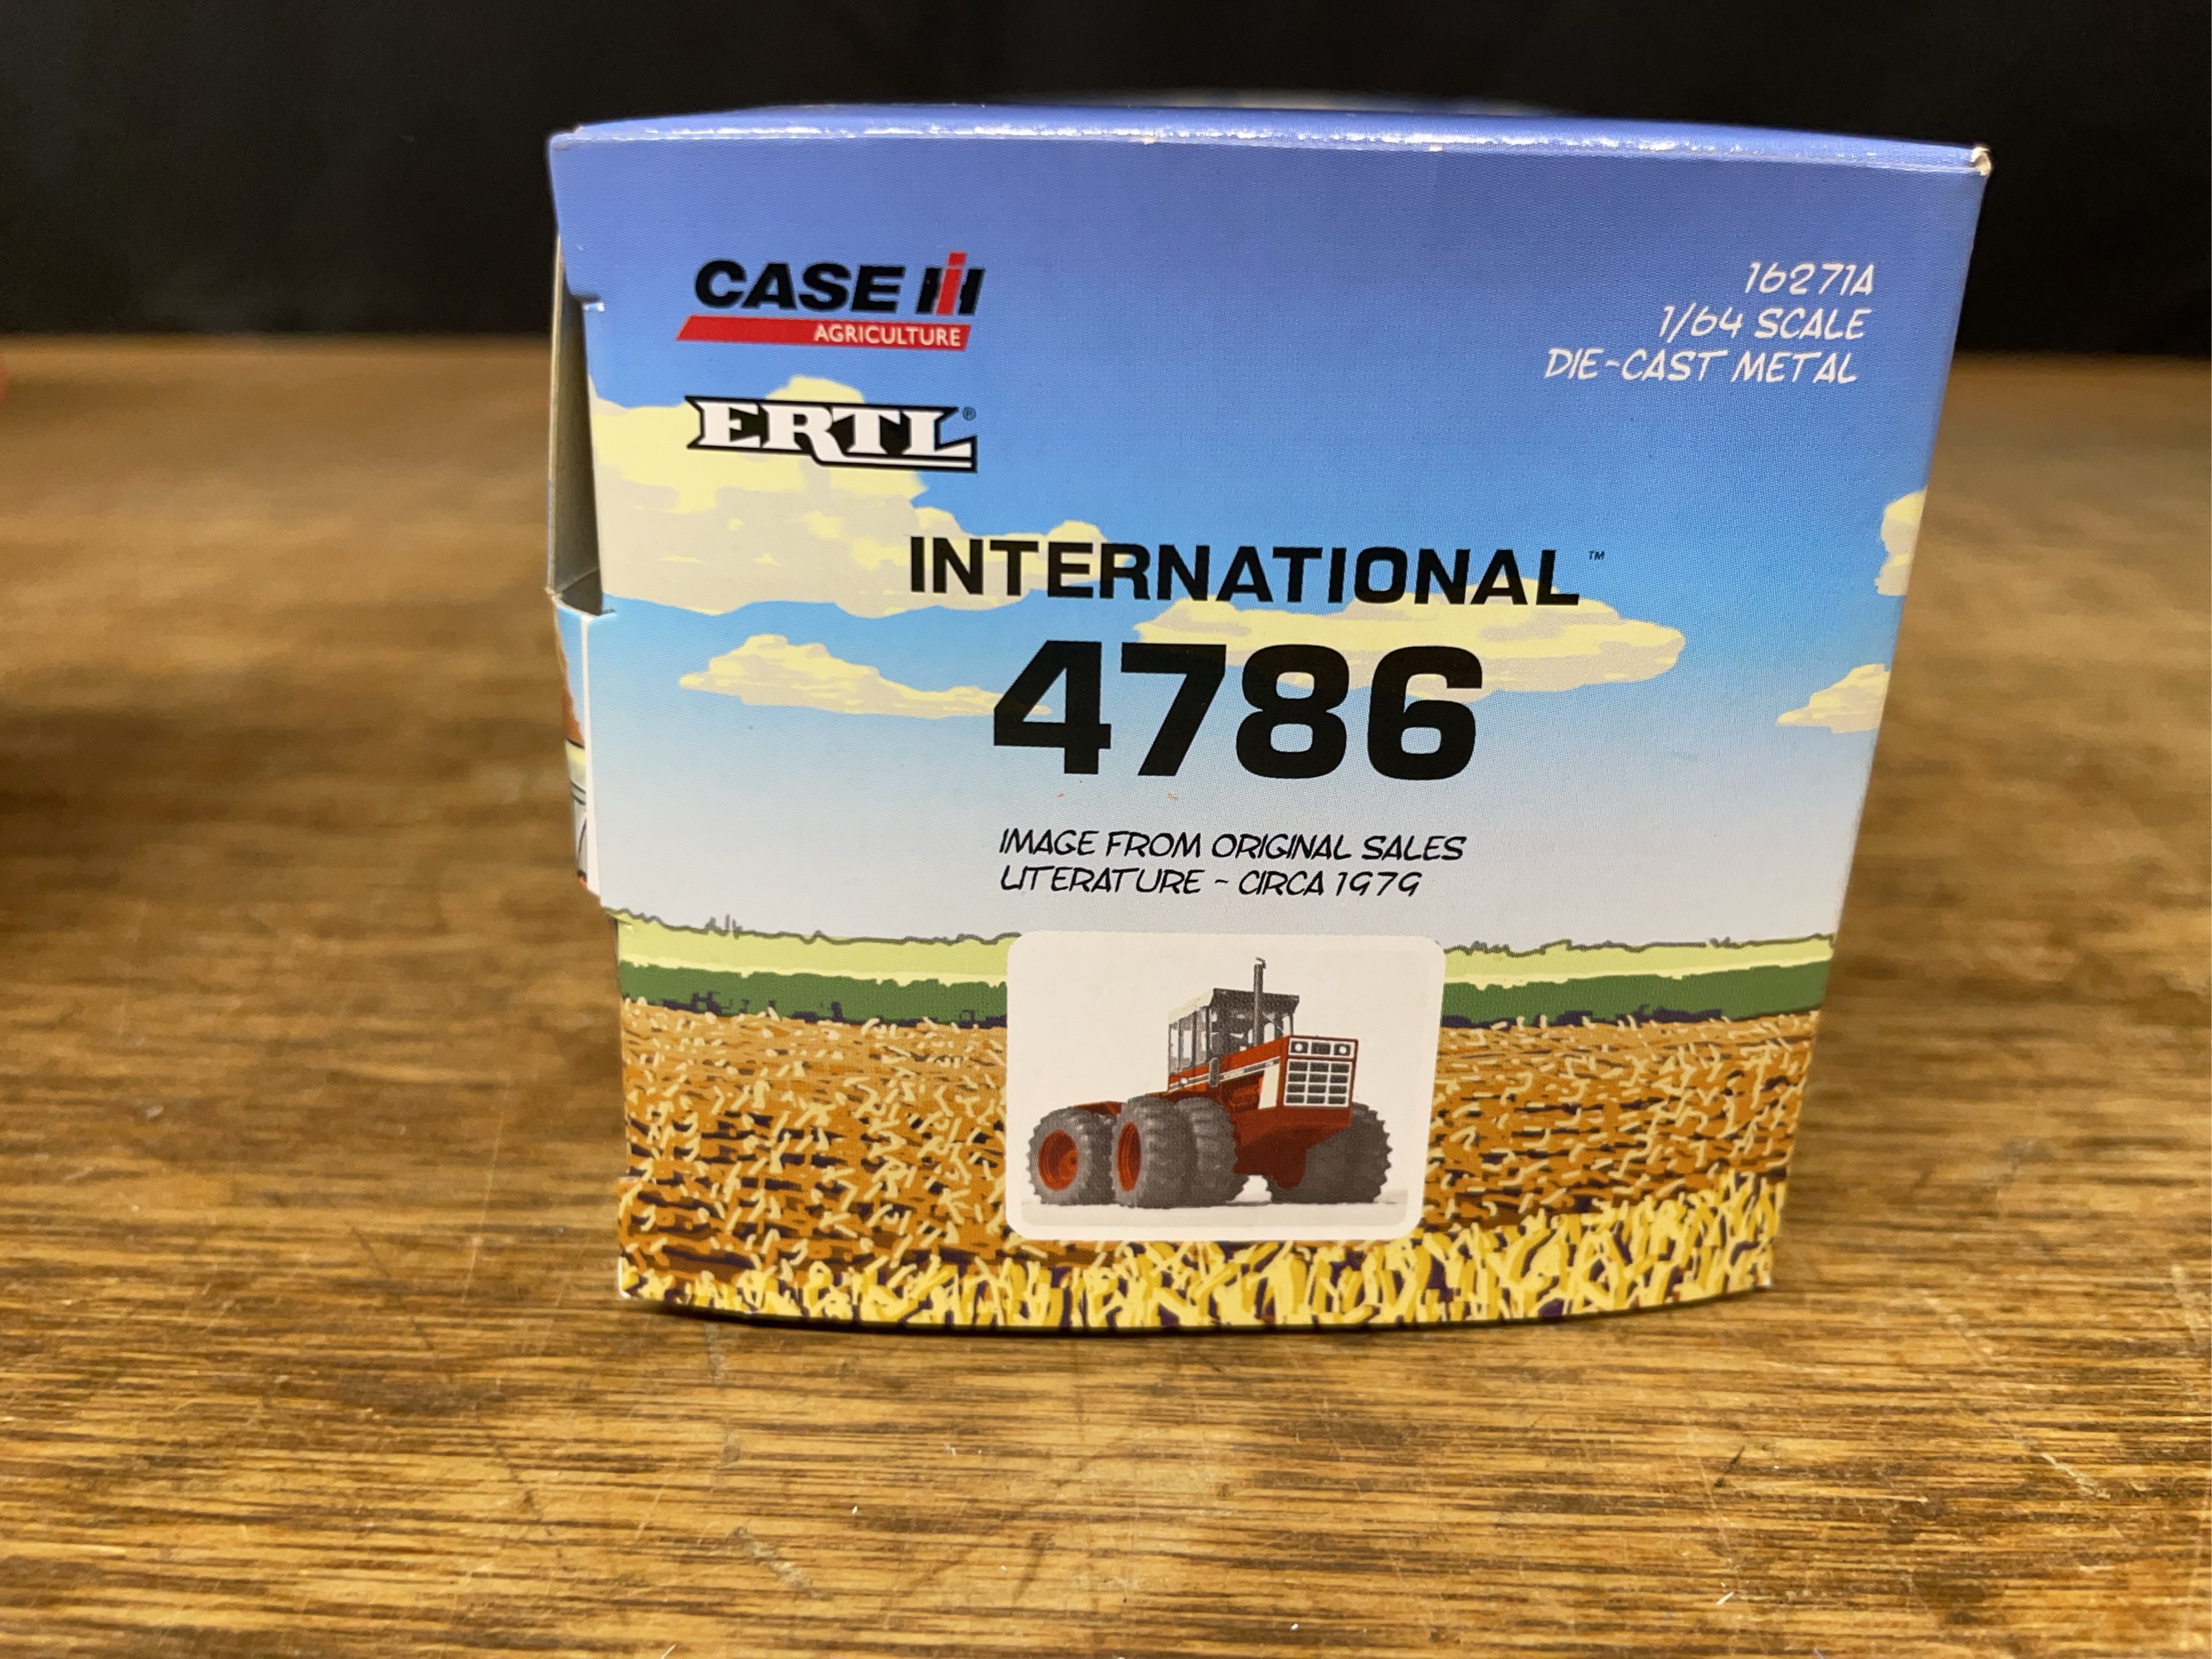 CASE IH
AGRICULTURE
ERTL®
16271A
1/64 SCALE
DIE-CAST METAL
INTERNATIONAL™
4786
IMAGE FROM ORIGINAL SALES
LITERATURE - CIRCA 1979